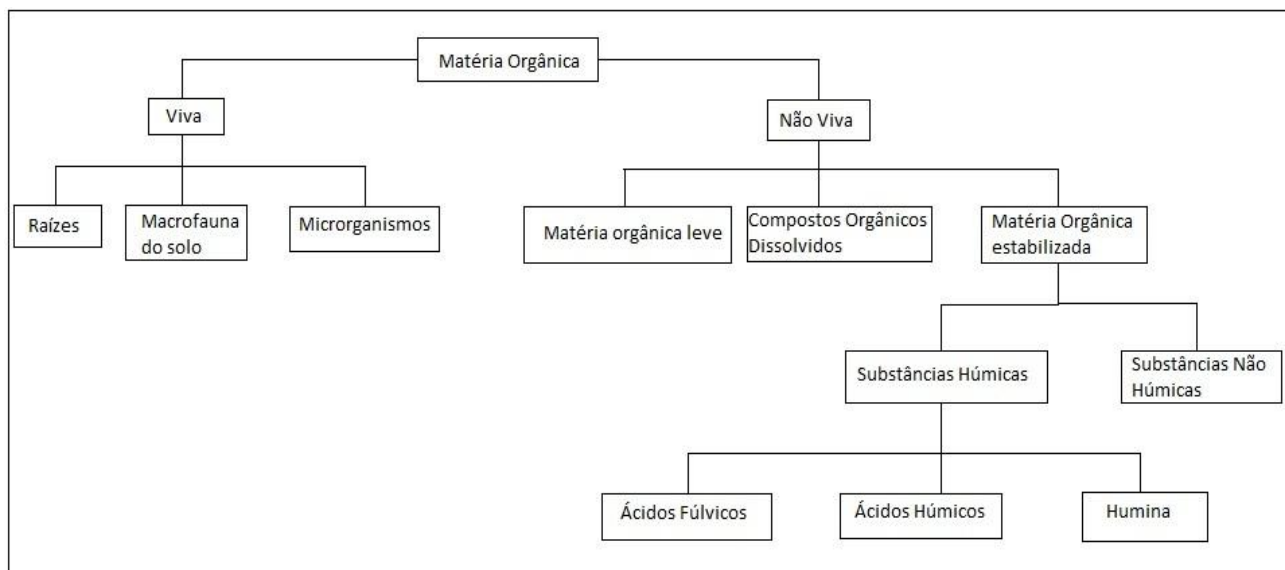 Matéria Orgânica
Viva
Não Viva
Raízes
Macrofauna
do solo
Microrganismos
Matéria orgânica leve
Compostos Orgânicos
Dissolvidos
Matéria Orgânica
estabilizada
Substâncias Húmicas
Substâncias Não
Húmicas
Ácidos Fúlvicos
Ácidos Húmicos
Humina